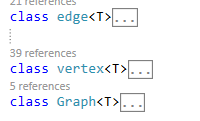 21 references
class edge<T>...
39 references
class vertex<T>...
5 references
class Graph<T>...